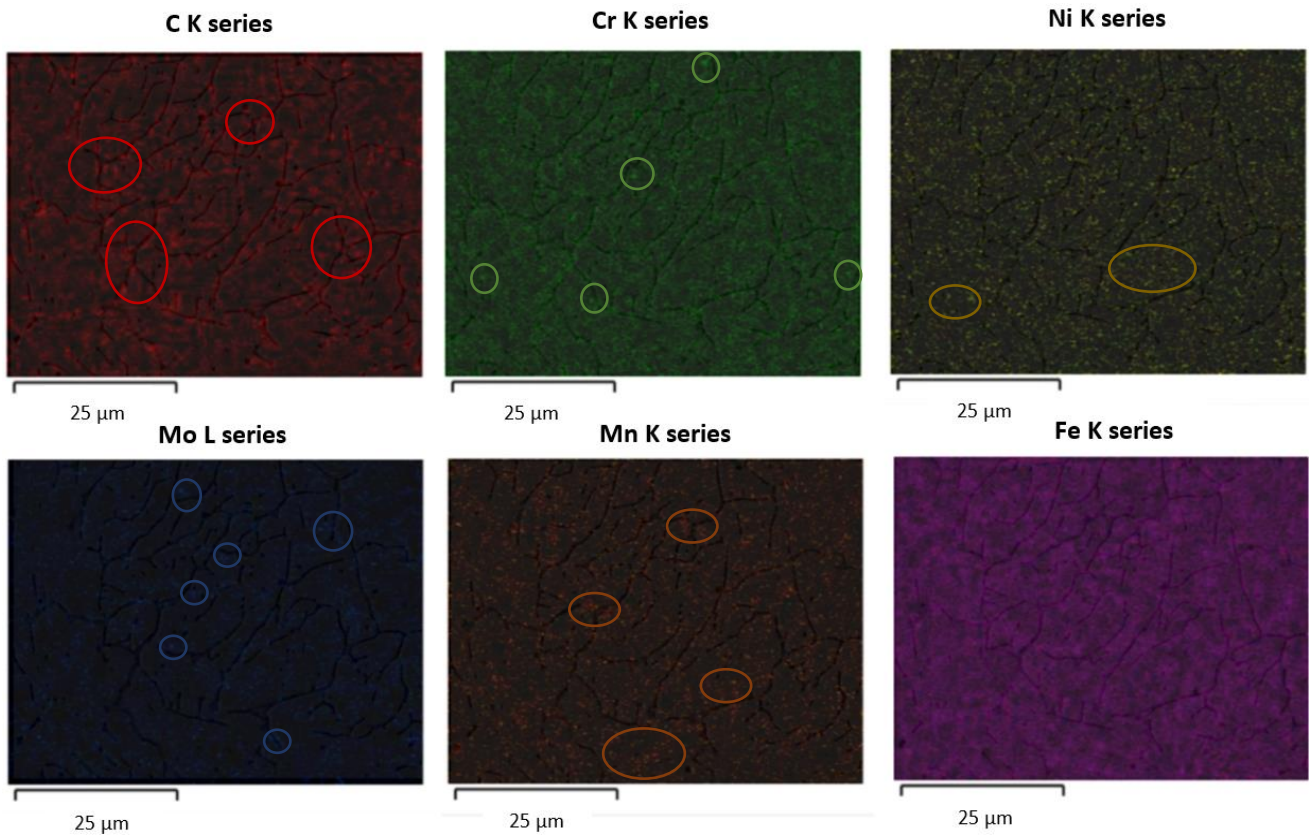 C K series
Cr K series
Ni K series
25 µm
25 µm
25 µm
Mo L series
Mn K series
Fe K series
25 µm
25 µm
25 µm